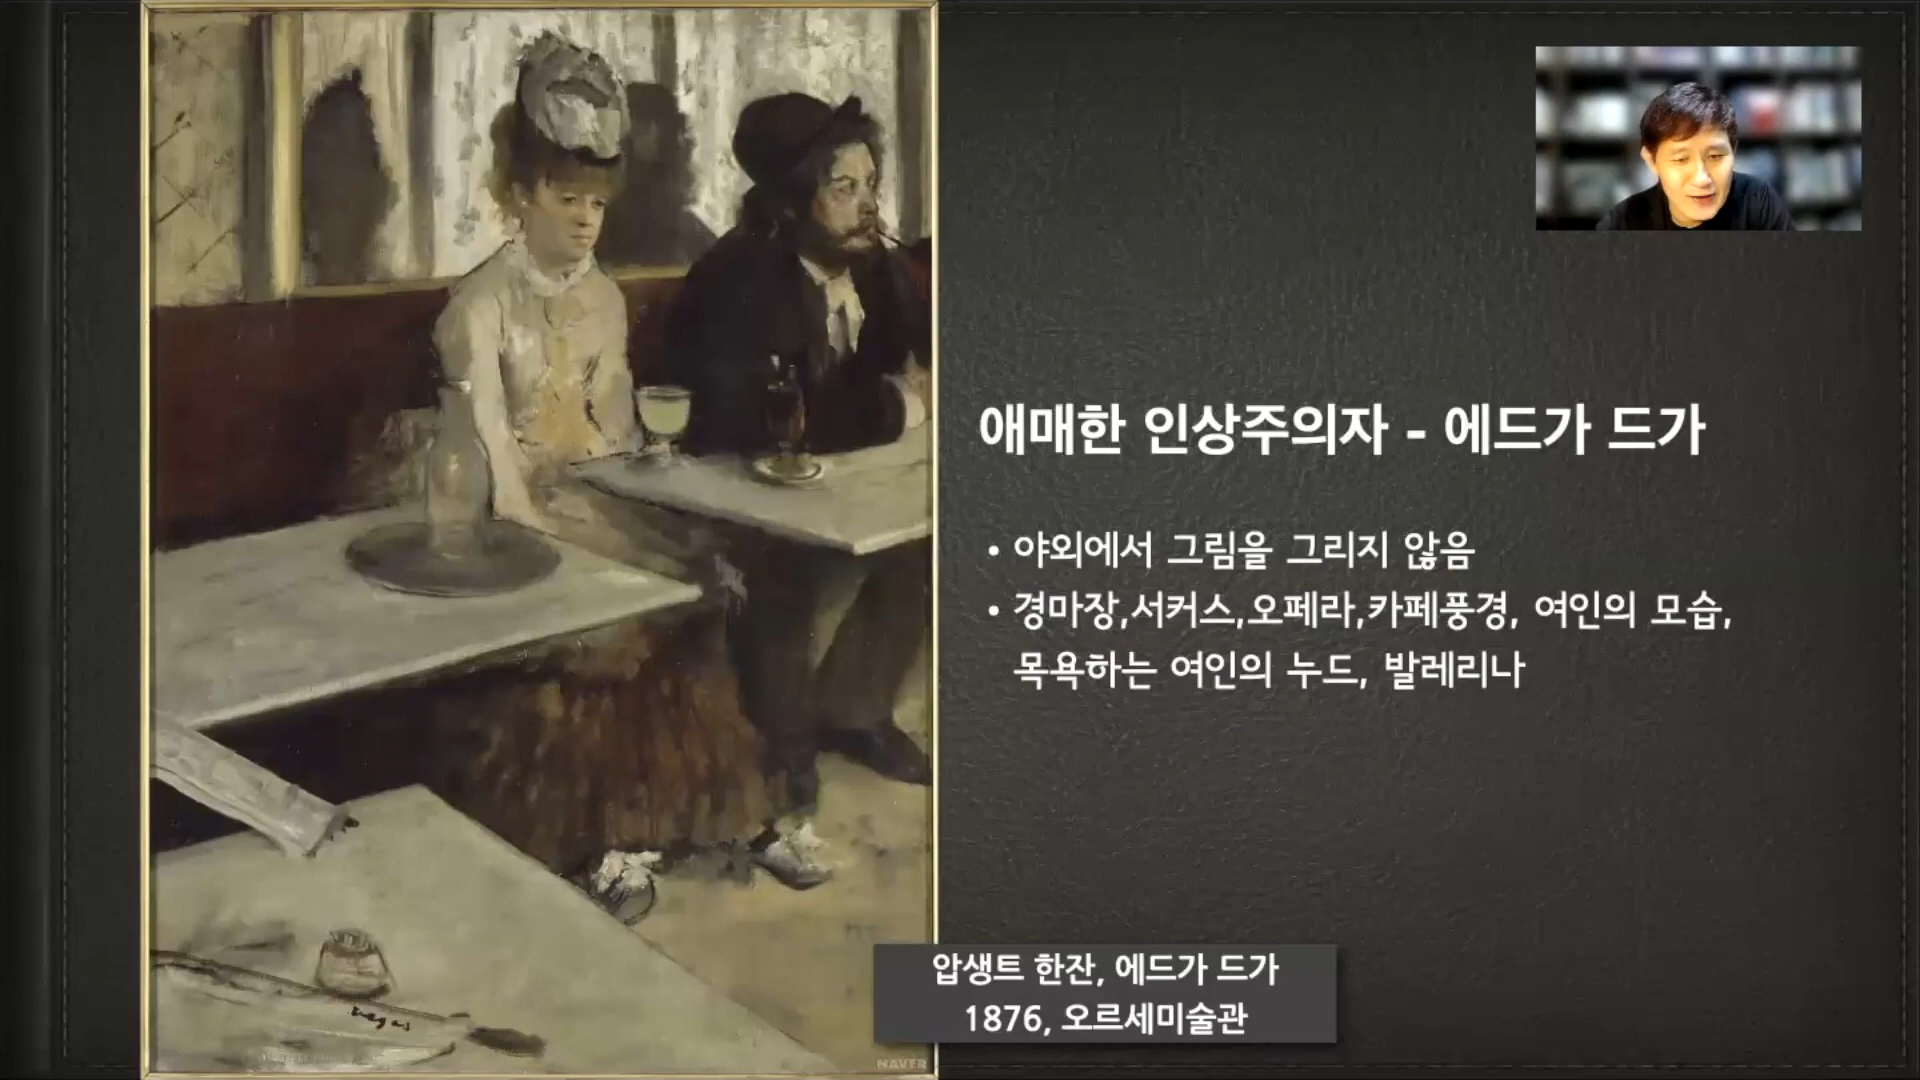 애매한 인상주의자 - 에드가 드가
• 야외에서 그림을 그리지 않음
• 경마장,서커스,오페라,카페풍경, 여인의 모습,
목욕하는 여인의 누드, 발레리나
압생트 한잔, 에드가 드가
1876, 오르세미술관
Degas
NAVER